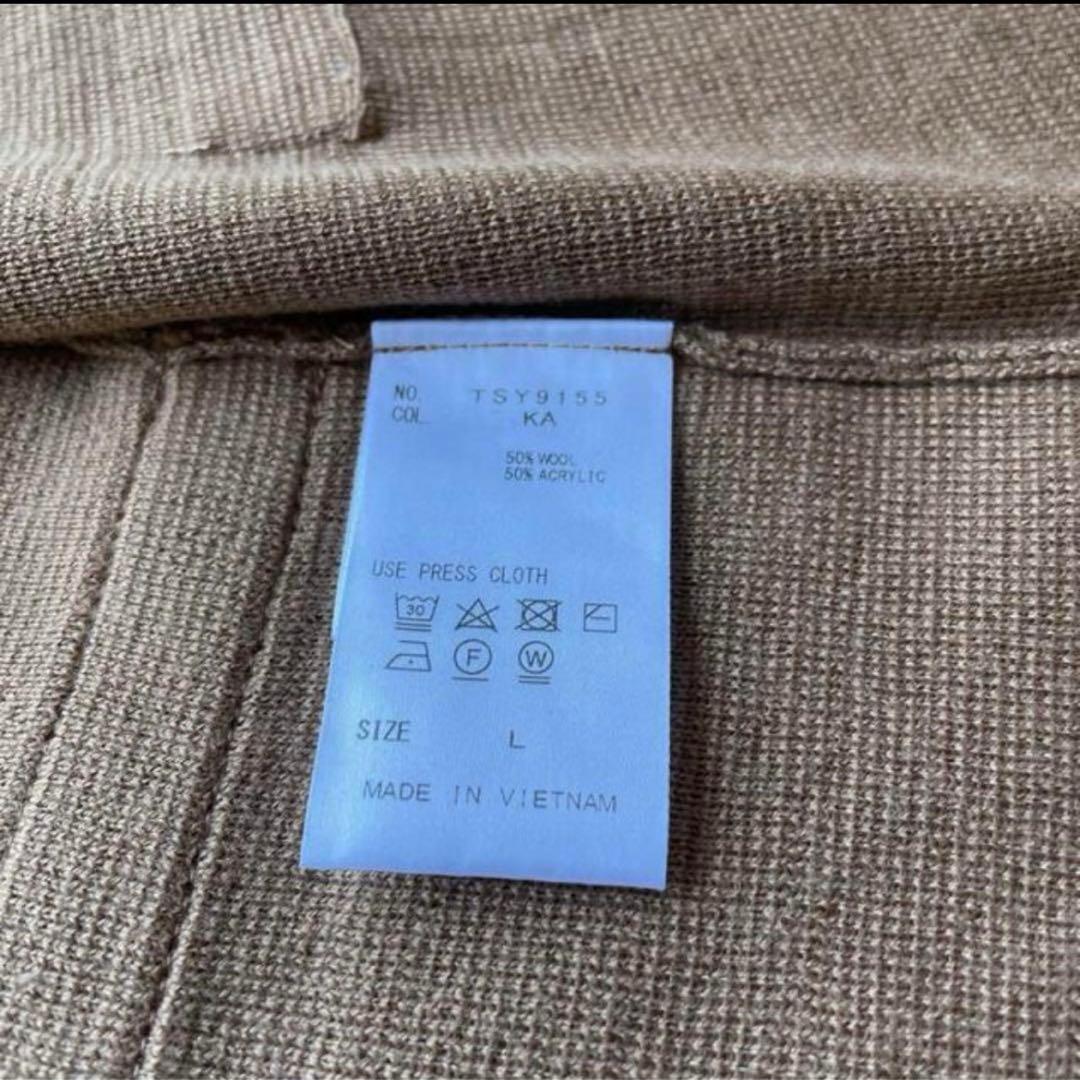 NO. TSY9155
COL. KA
50% WOOL
50% ACRYLIC
USE PRESS CLOTH
30
F W
SIZE L
MADE IN VIETNAM